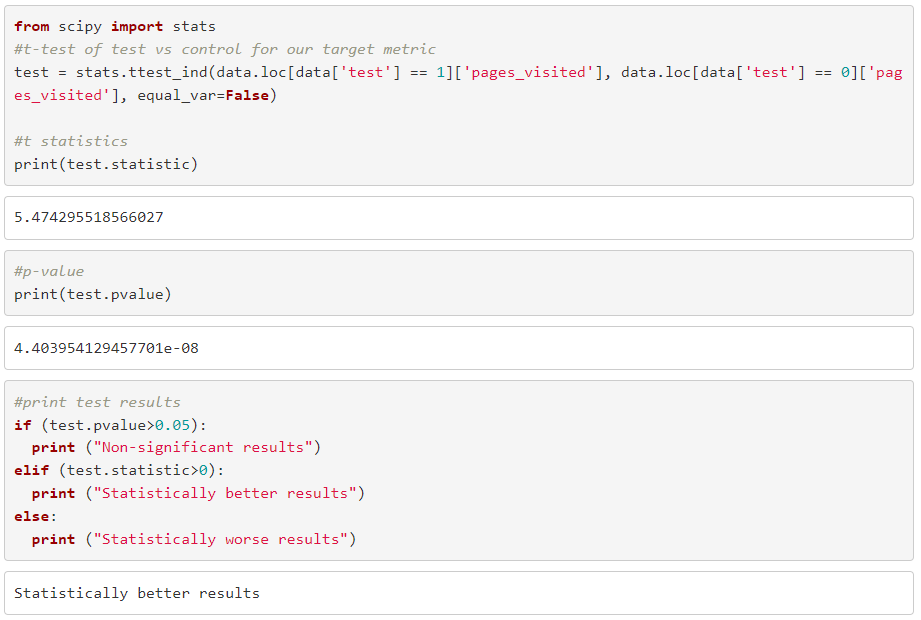 from scipy import stats
#t-test of test vs control for our target metric
test = stats.ttest_ind(data.loc[data['test'] == 1]['pages_visited'], data.loc[data['test'] == 0]['pag
es_visited'], equal_var=False)
#t statistics
print(test.statistic)
5.474295518566027
#p-value
print(test.pvalue)
4.403954129457701e-08
#print test results
if (test.pvalue>0.05):
  print ("Non-significant results")
elif (test.statistic>0):
  print ("Statistically better results")
else:
  print ("Statistically worse results")
Statistically better results